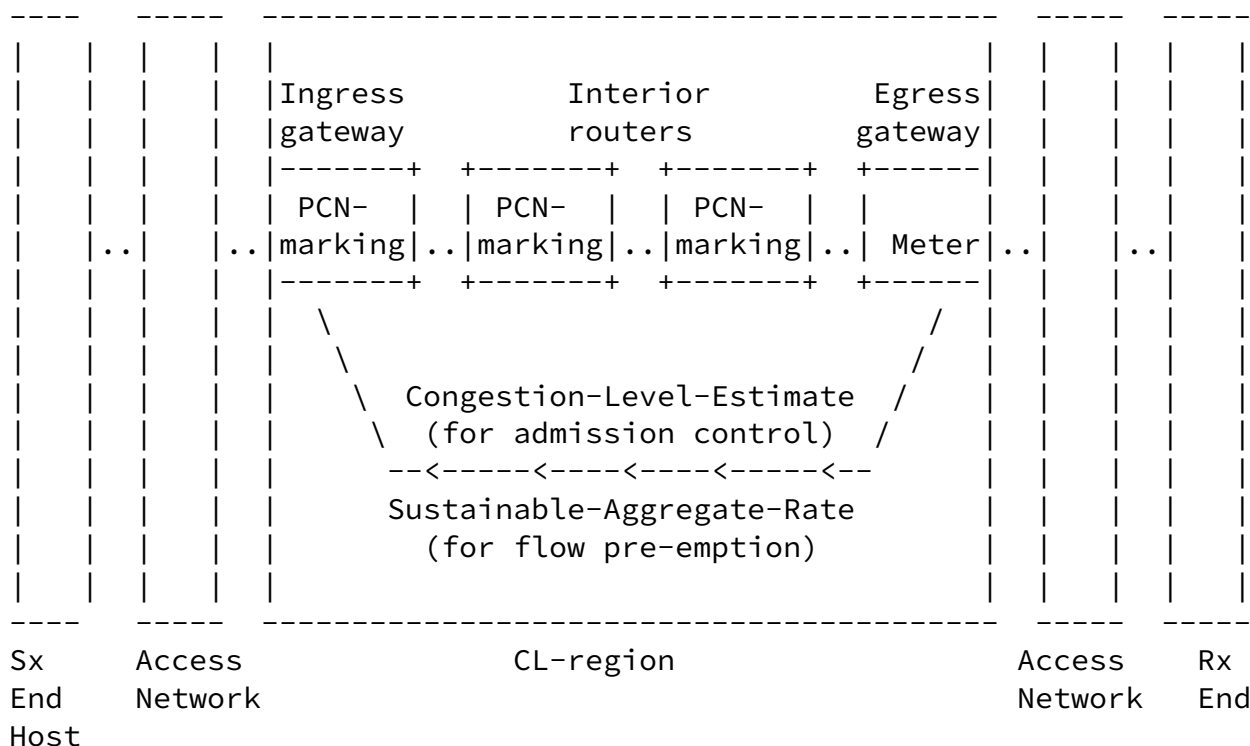 Ingress Interior Egress
gateway routers gateway
PCN- PCN- PCN-
marking marking marking Meter
Congestion-Level-Estimate
(for admission control)
Sustainable-Aggregate-Rate
(for flow pre-emption)
Sx Access CL-region Access Rx
End Network Network End
Host